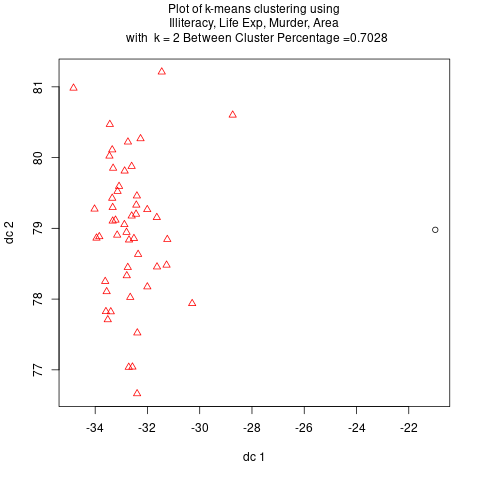 Plot of k-means clustering using
Illiteracy, Life Exp, Murder, Area
with k = 2 Between Cluster Percentage =0.7028
81
80
79
78
77
dc 2
-34 -32 -30 -28 -26 -24 -22
dc 1